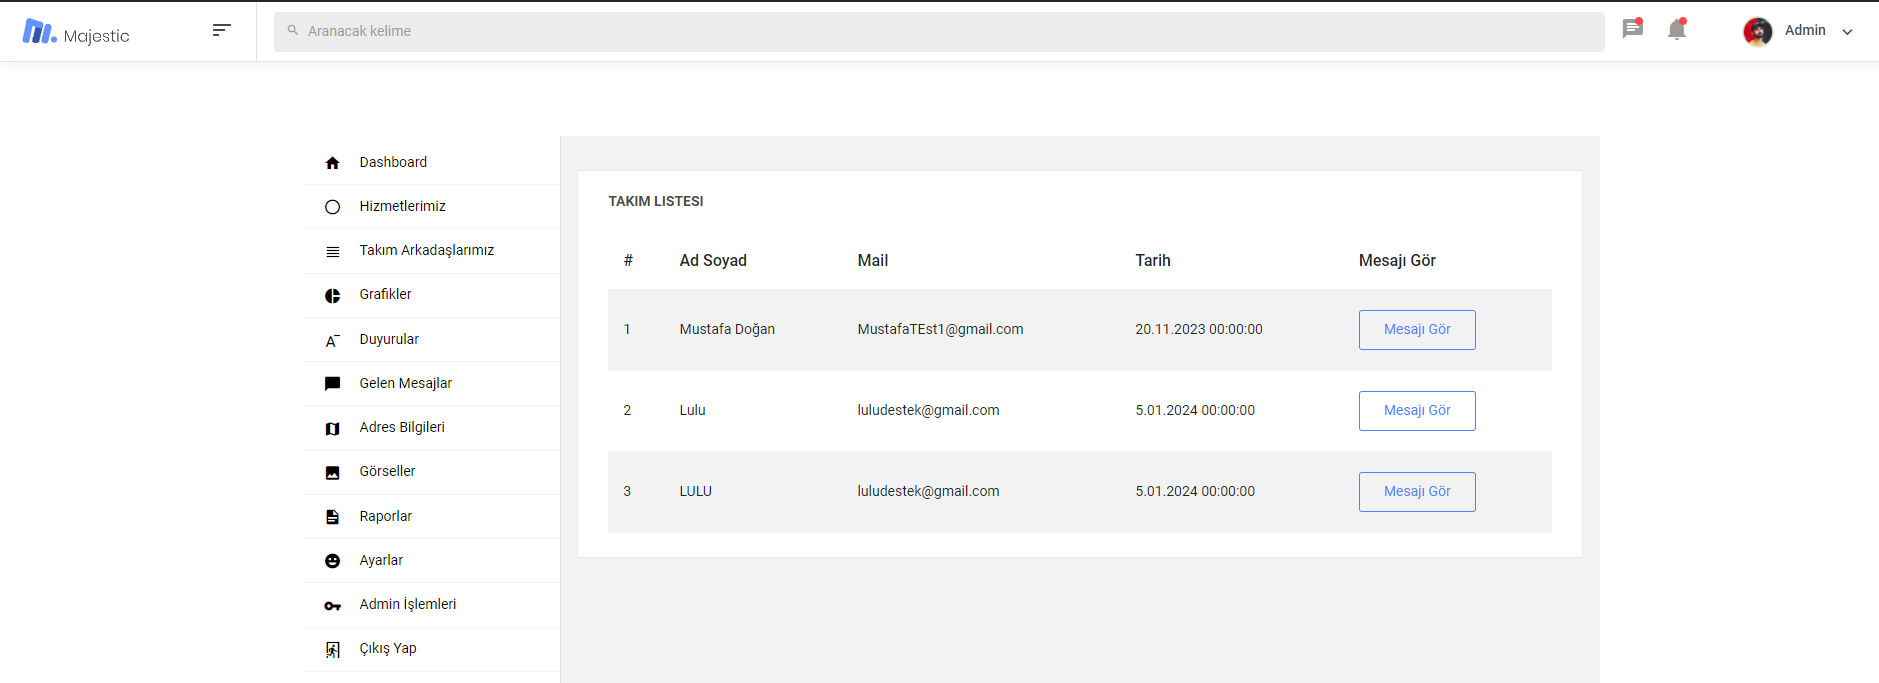 Majestic
Aranacak kelime
Admin
Dashboard
Hizmetlerimiz
Takım Arkadaşlarımız
Grafikler
Duyurular
Gelen Mesajlar
Adres Bilgileri
Görseller
Raporlar
Ayarlar
Admin İşlemleri
Çıkış Yap
TAKIM LISTESI
# Ad Soyad Mail Tarih Mesajı Gör
1 Mustafa Doğan MustafaTEst1@gmail.com 20.11.2023 00:00:00 Mesajı Gör
2 Lulu luludestek@gmail.com 5.01.2024 00:00:00 Mesajı Gör
3 LULU luludestek@gmail.com 5.01.2024 00:00:00 Mesajı Gör